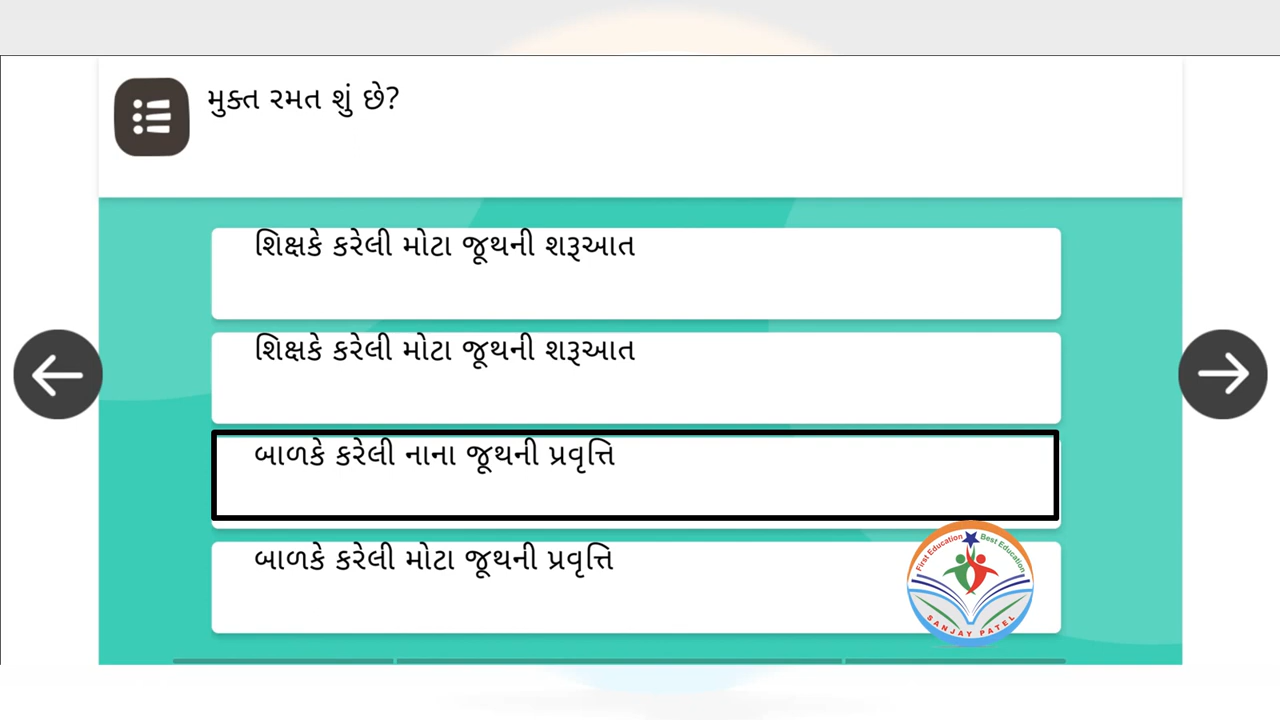 મુક્ત રમત શું છે?
શિક્ષકે કરેલી મોટા જૂથની શરૂઆત
શિક્ષકે કરેલી મોટા જૂથની શરૂઆત
બાળકે કરેલી નાના જૂથની પ્રવૃત્તિ
બાળકે કરેલી મોટા જૂથની પ્રવૃત્તિ
First Education Best Education
SANJAY PATEL